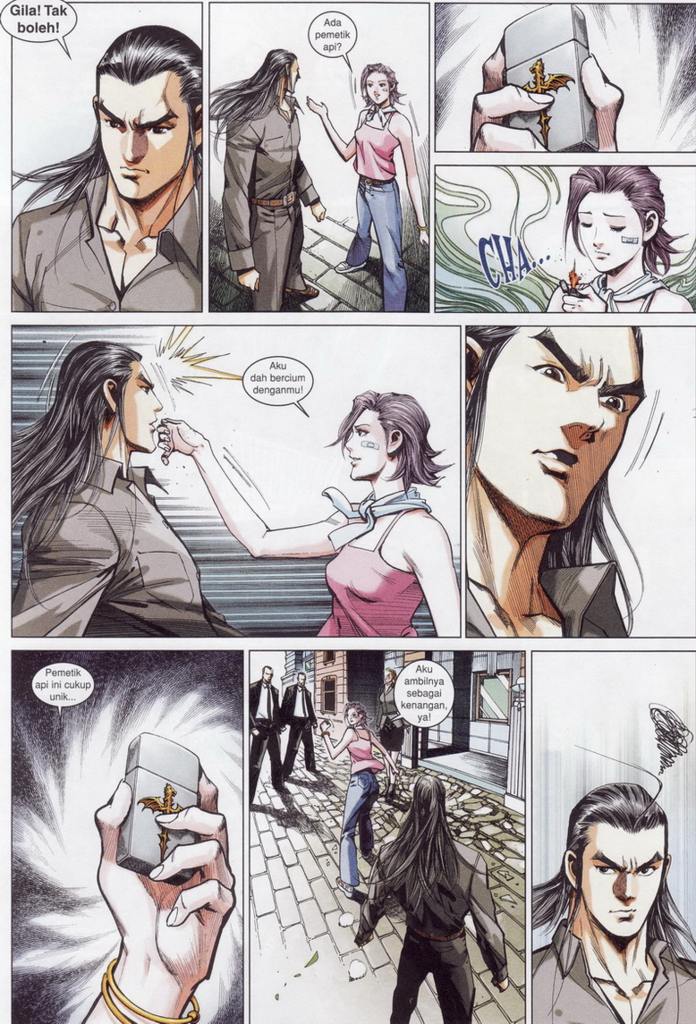 Gila! Tak
boleh!
Ada
pemetik
api?
CHA...
Aku
dah bercium
denganmu!
Pemetik
api ini cukup
unik...
Aku
ambilnya
sebagai
kenangan,
ya!